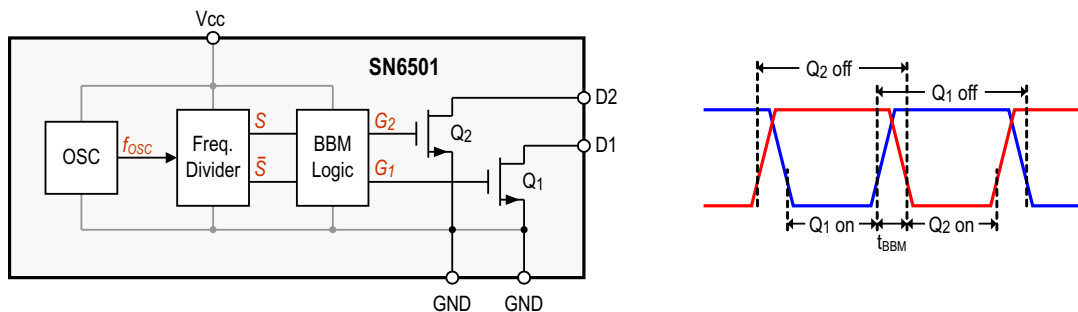 Vcc
SN6501
OSC
fOSC
Freq.
Divider
S
S̄
BBM
Logic
G2
G1
Q2
Q1
D2
D1
GND
GND
Q2 off
Q1 off
Q1 on
tBBM
Q2 on